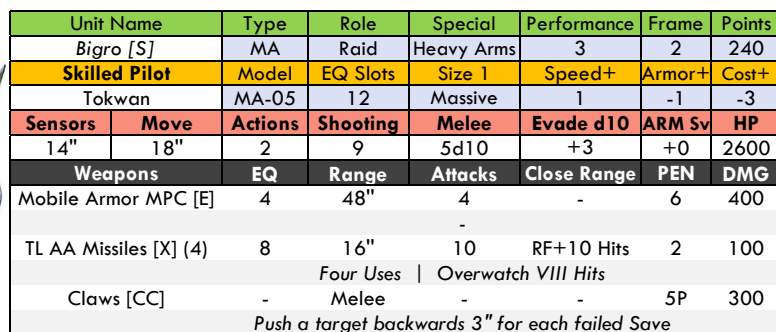 Unit Name Type Role Special Performance Frame Points
Bigro [S] MA Raid Heavy Arms 3 2 240
Skilled Pilot Model EQ Slots Size 1 Speed+ Armor+ Cost+
Tokwan MA-05 12 Massive 1 -1 -3
Sensors Move Actions Shooting Melee Evade d10 ARM Sv HP
14" 18" 2 9 5d10 +3 +0 2600
Weapons EQ Range Attacks Close Range PEN DMG
Mobile Armor MPC [E] 4 48" 4 - 6 400
-
TL AA Missiles [X] (4) 8 16" 10 RF+10 Hits 2 100
Four Uses | Overwatch VIII Hits
Claws [CC] - Melee - - 5P 300
Push a target backwards 3" for each failed Save